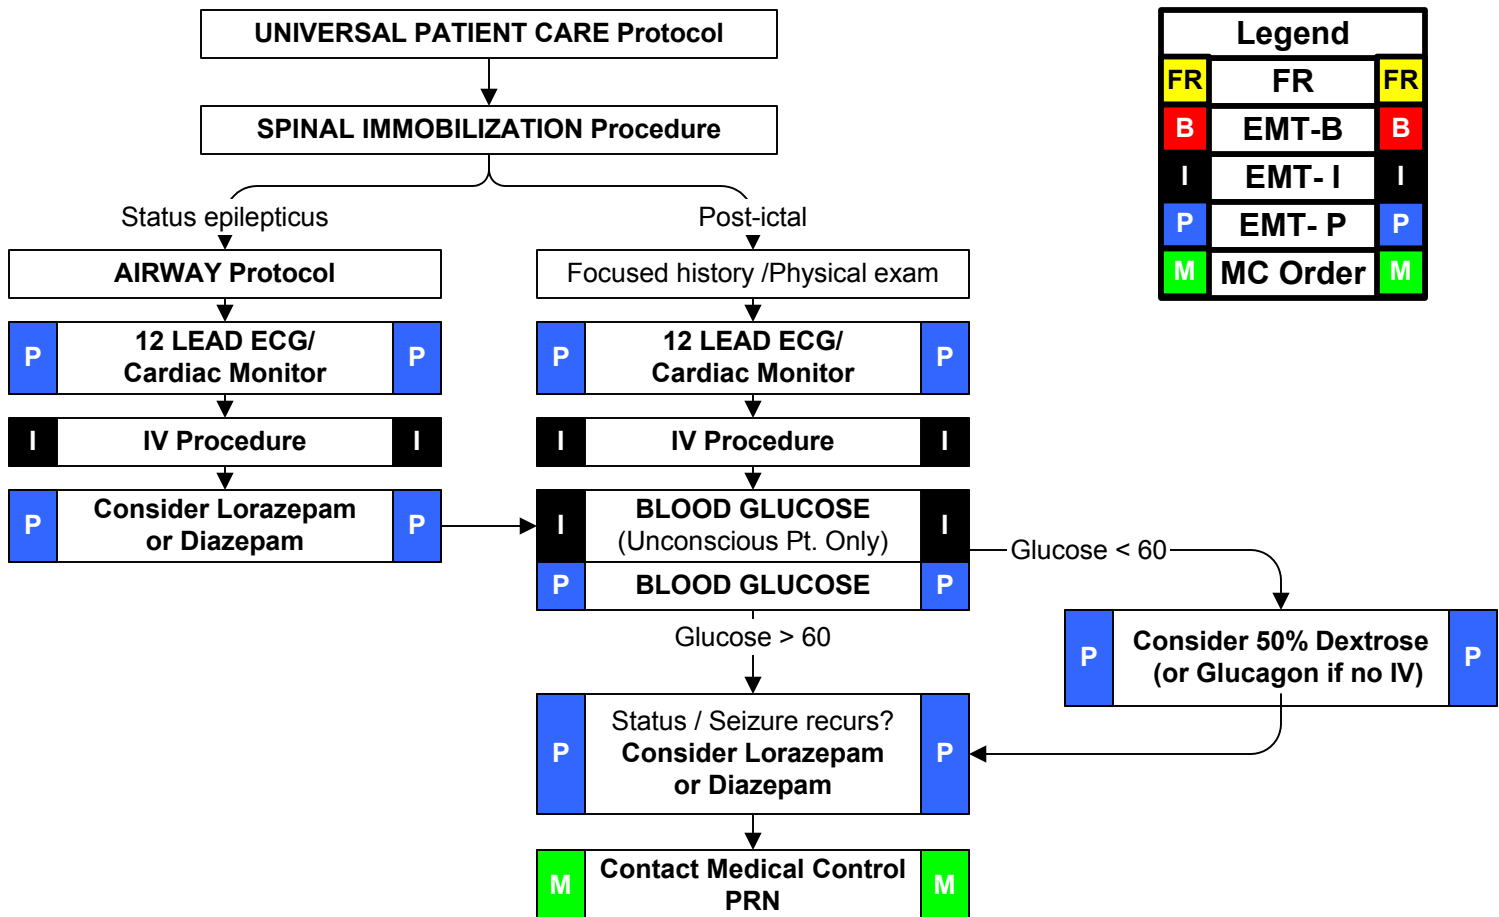 UNIVERSAL PATIENT CARE Protocol
SPINAL IMMOBILIZATION Procedure
Legend
FR FR FR
B EMT-B B
I EMT- I I
P EMT- P P
M MC Order M
Status epilepticus
AIRWAY Protocol
P 12 LEAD ECG/ P
Cardiac Monitor
I IV Procedure I
P Consider Lorazepam P
or Diazepam
Post-ictal
Focused history /Physical exam
P 12 LEAD ECG/ P
Cardiac Monitor
I IV Procedure I
I BLOOD GLUCOSE I
(Unconscious Pt. Only)
P BLOOD GLUCOSE P
Glucose < 60
P Consider 50% Dextrose P
(or Glucagon if no IV)
Glucose > 60
Status / Seizure recurs?
P Consider Lorazepam P
or Diazepam
M Contact Medical Control M
PRN